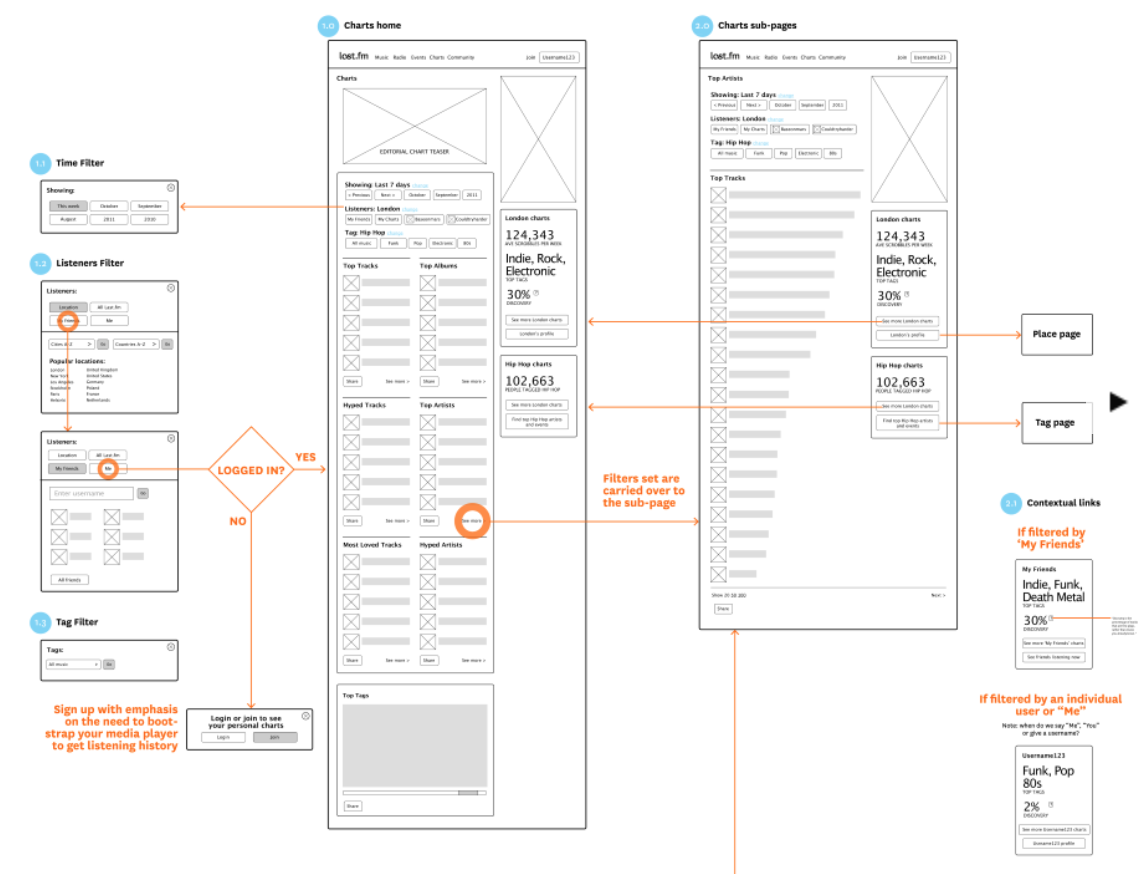 1.0 Charts home
last.fm Music Radio Events Charts Community Join Username123
Charts
EDITORIAL CHART TEASER
Showing: Last 7 days change
< Previous Next > October September 2011
Listeners: London change
My Friends My Charts Bassonmars Couldtryharder
Tag: Hip Hop change
All music Funk Pop Electronic 80s
Top Tracks Top Albums
Share See more > Share See more >
Hyped Tracks Top Artists
Share See more > Share See more
Most Loved Tracks Hyped Artists
Share See more > Share See more >
Top Tags
Share
London charts
124,343
AVE SCROBBLES PER WEEK
Indie, Rock,
Electronic
TOP TAGS
30%
DISCOVERY
See more London charts
London's profile
Hip Hop charts
102,663
PEOPLE TAGGED HIP HOP
See more London charts
Find top Hip Hop artists
and events
1.1 Time Filter
Showing:
This week October September
August 2011 2010
1.2 Listeners Filter
Listeners:
Location All Last.fm
My Friends Me
Cities A-Z > Go Countries A-Z > Go
Popular locations:
London United Kingdom
New York United States
Los Angeles Germany
Stockholm Poland
Paris France
Netherlands
Listeners:
Location All Last.fm
My friends Me
Enter username Go
All friends
LOGGED IN?
YES
NO
1.3 Tag Filter
Tags:
All music > Go
Sign up with emphasis
on the need to boot-
strap your media player
to get listening history
Login or join to see
your personal charts
Login Join
Filters set are
carried over to
the sub-page
2.0 Charts sub-pages
last.fm Music Radio Events Charts Community Join Username123
Top Artists
Showing: Last 7 days change
< Previous Next > October September 2011
Listeners: London change
My Friends My Charts Bassonmars Couldtryharder
Tag: Hip Hop change
All music Funk Pop Electronic 80s
Top Tracks
Show 20 50 100 Next >
Share
London charts
124,343
AVE SCROBBLES PER WEEK
Indie, Rock,
Electronic
TOP TAGS
30%
DISCOVERY
See more London charts
London's profile
Hip Hop charts
102,663
PEOPLE TAGGED HIP HOP
See more London charts
Find top Hip Hop artists
and events
Place page
Tag page
2.1 Contextual links
If filtered by
‘My Friends’
My Friends
Indie, Funk,
Death Metal
TOP TAGS
30%
DISCOVERY
See more ‘My Friends’ charts
See Friends listening now
If filtered by an individual
user or “Me”
Note: when do we say “Me”, “You”
or give a username?
Username123
Funk, Pop
80s
TOP TAGS
2%
DISCOVERY
See more Username123 charts
Username123 profile